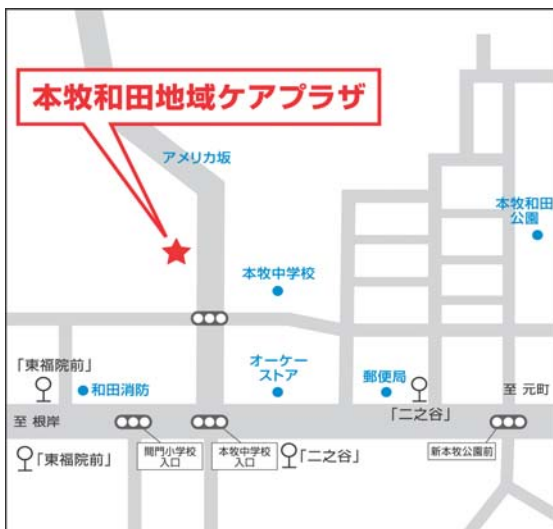 本牧和田地域ケアプラザ
アメリカ坂
本牧和田
公園
本牧中学校
「東福院前」
和田消防
オーケー
ストア
郵便局
「二之谷」
至 元町
至 根岸
「東福院前」
間門小学校
入口
本牧中学校
入口
「二之谷」
新本牧公園前